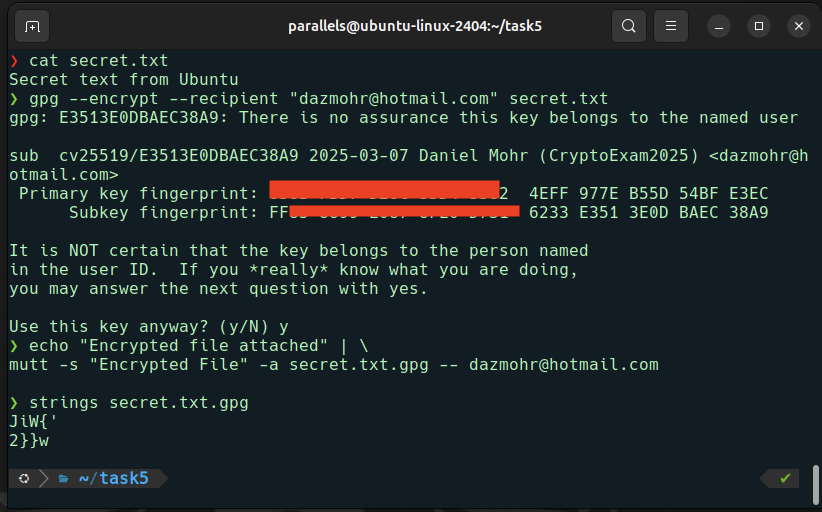 parallels@ubuntu-linux-2404:~/task5
❯ cat secret.txt
Secret text from Ubuntu
❯ gpg --encrypt --recipient "dazmohr@hotmail.com" secret.txt
gpg: E3513E0DBAEC38A9: There is no assurance this key belongs to the named user
sub  cv25519/E3513E0DBAEC38A9 2025-03-07 Daniel Mohr (CryptoExam2025) <dazmohr@h
otmail.com>
 Primary key fingerprint: 2  4EFF 977E B55D 54BF E3EC
      Subkey fingerprint: FF 6233 E351 3E0D BAEC 38A9
It is NOT certain that the key belongs to the person named
in the user ID.  If you *really* know what you are doing,
you may answer the next question with yes.
Use this key anyway? (y/N) y
❯ echo "Encrypted file attached" | \
mutt -s "Encrypted File" -a secret.txt.gpg -- dazmohr@hotmail.com
❯ strings secret.txt.gpg
JiW{'
2}}w
~/task5 ✔